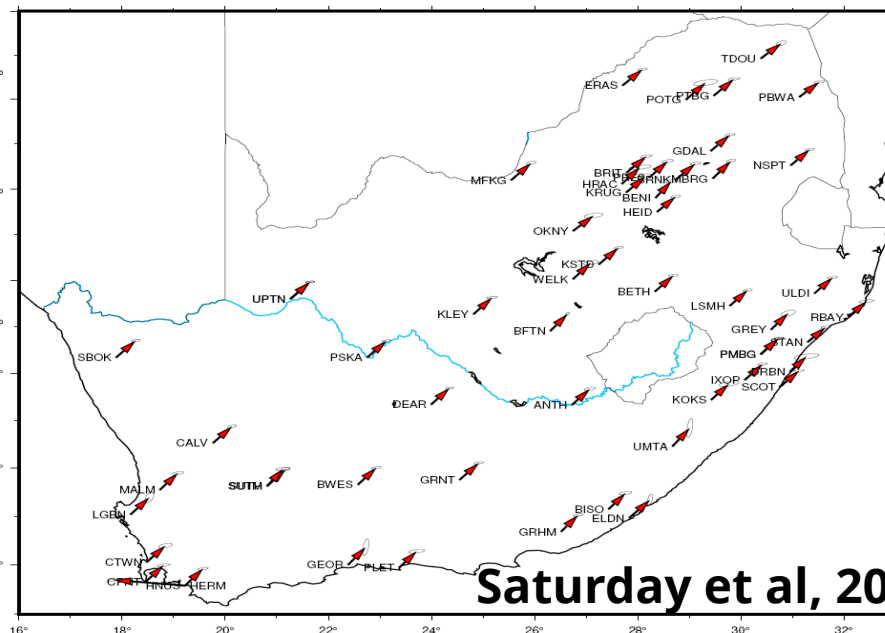 TDOU
ERAS
POTG
PTBG
PBWA
GDAL
NSPT
MFKG
BRIT
HRAC
MBRG
KRUG
BENI
HEID
OKNY
KSTD
WELK
BETH
UPTN
ULDI
LSMH
KLEY
RBAY
BFTN
GREY
STAN
SBOK
PSKA
PMBG
DRBN
IXOP
SCOT
DEAR
ANTH
KOKS
CALV
UMTA
MALM
SUTH
BWES
GRNT
LGBN
BISO
ELDN
GRHM
CTWN
GEOR
PLET
HNUS
HERM
Saturday et al, 20
16° 18° 20° 22° 24° 26° 28° 30° 32°